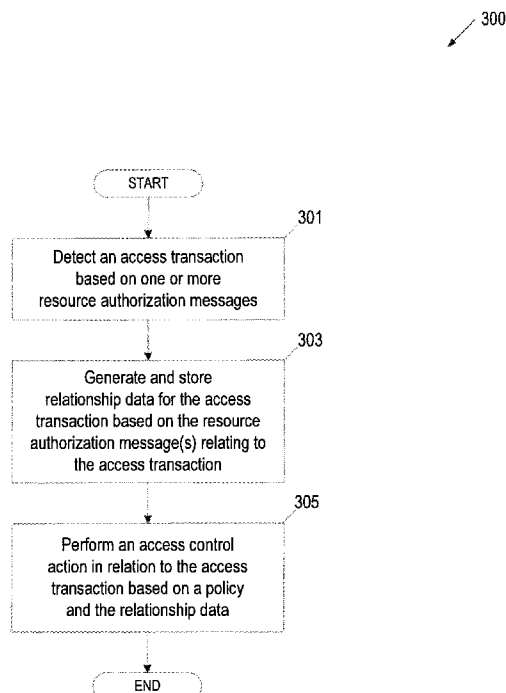 300
START
301
Detect an access transaction
based on one or more
resource authorization messages
303
Generate and store
relationship data for the access
transaction based on the resource
authorization message(s) relating to
the access transaction
305
Perform an access control
action in relation to the access
transaction based on a policy
and the relationship data
END